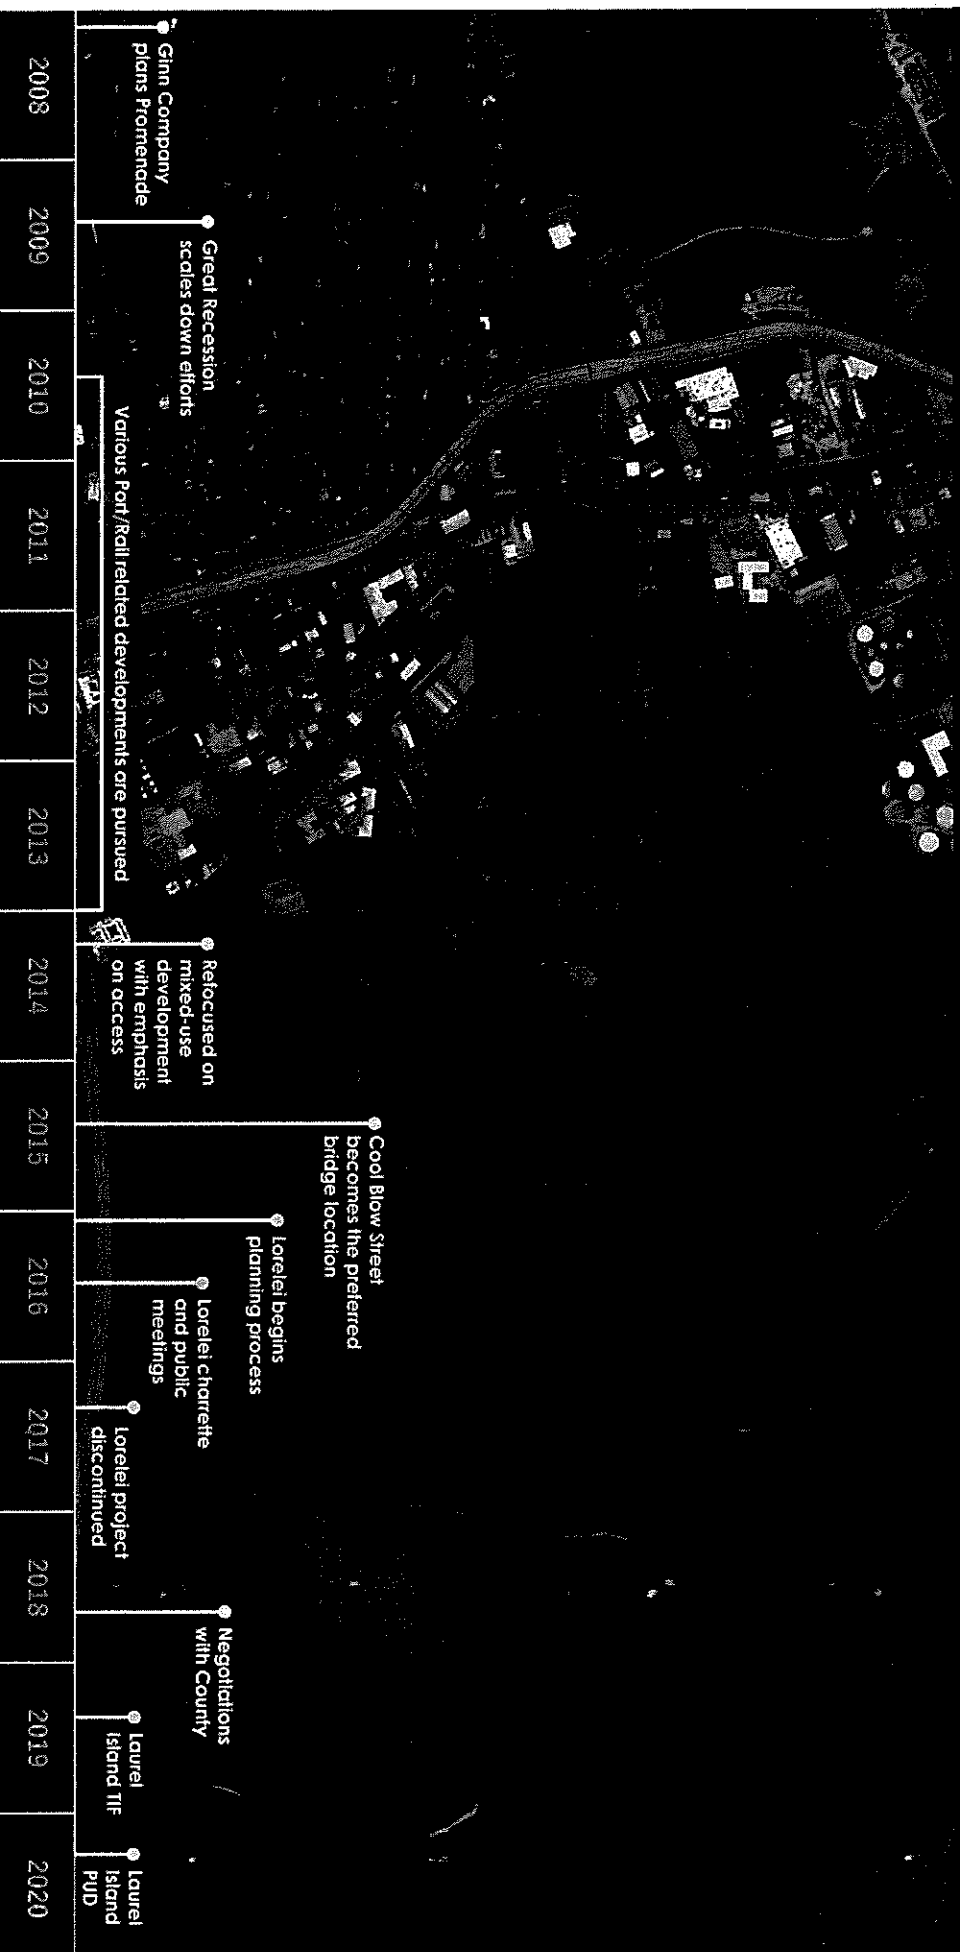 Ginn Company
plans Promenade
Great Recession
scales down efforts
Various Port/Rail related developments are pursued
Refocused on
mixed-use
development
with emphasis
on access
Cool Blow Street
becomes the preferred
bridge location
Lorelei begins
planning process
Lorelei charrette
and public
meetings
Lorelei project
discontinued
Negotiations
with County
Laurel
Island TIF
Laurel
Island
PUD
2008
2009
2010
2011
2012
2013
2014
2015
2016
2017
2018
2019
2020